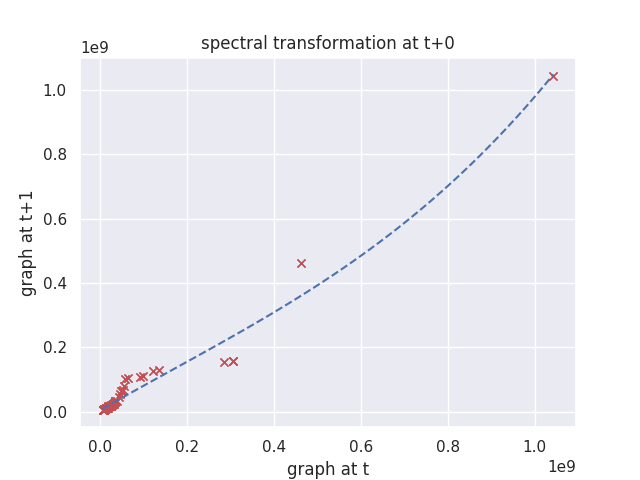 spectral transformation at t+0
1e9
graph at t+1
1.0
0.8
0.6
0.4
0.2
0.0
0.0 0.2 0.4 0.6 0.8 1.0
1e9
graph at t